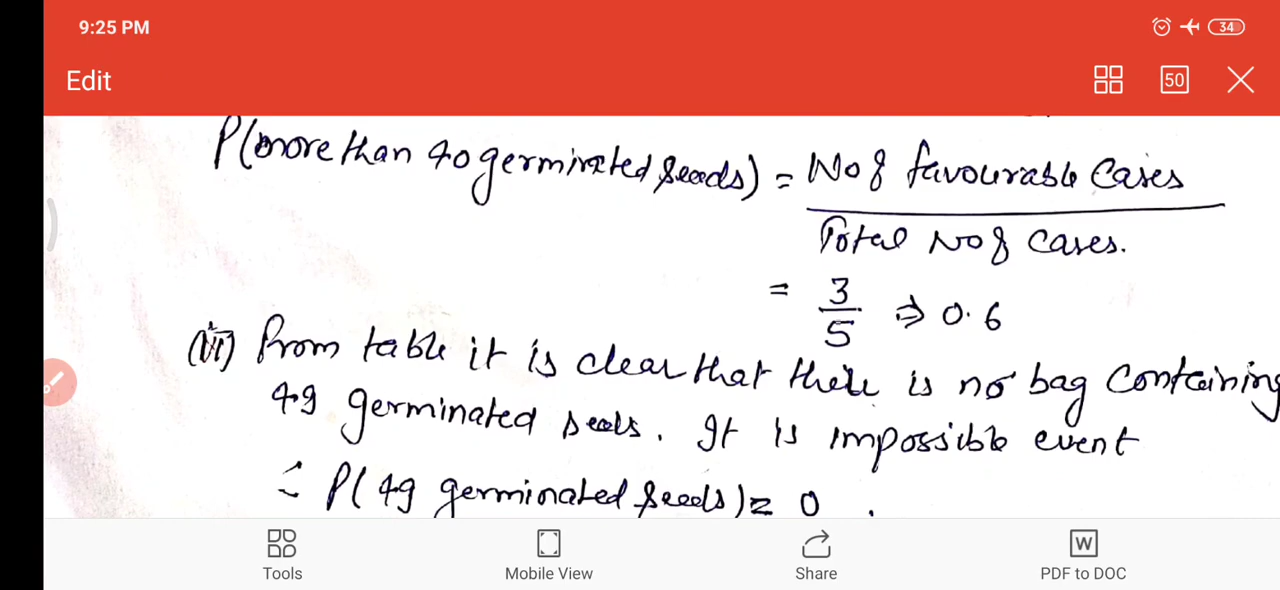 9:25 PM
34
Edit
50
P(more than 40 germinated seeds) = No of favourable Cases
Total No of Cases.
= 3/5 ⇒ 0.6
(iii) From table it is clear that there is no bag containing
49 germinated seeds. It is impossible event
∴ P(49 germinated seeds) = 0.
Tools
Mobile View
Share
PDF to DOC
W